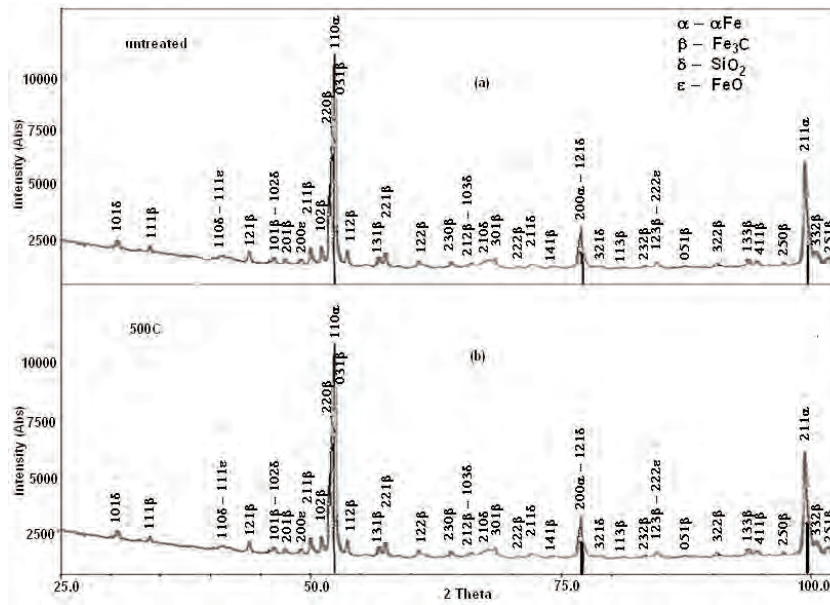 untreated
α – αFe
β – Fe3C
δ – SiO2
ε – FeO
(a)
Intensity (Abs)
10000
7500
5000
2500
101δ
111β
110δ – 111ε
121β
101β – 102δ
201β
200ε
211β
102β
220β
110α
031β
112β
131β
221β
122β
230β
212β – 103δ
210δ
301β
222β
211δ
141β
200α – 121δ
321δ
113β
232β
123β – 222ε
051β
322β
133β
411β
250β
211α
332β
500C
(b)
Intensity (Abs)
10000
7500
5000
2500
101δ
111β
110δ – 111ε
121β
101β – 102δ
201β
200ε
211β
102β
220β
110α
031β
112β
131β
221β
122β
230β
212β – 103δ
210δ
301β
222β
211δ
141β
200α – 121δ
321δ
113β
232β
123β – 222ε
051β
322β
133β
411β
250β
211α
332β
25.0 50.0 75.0 100.0
2 Theta